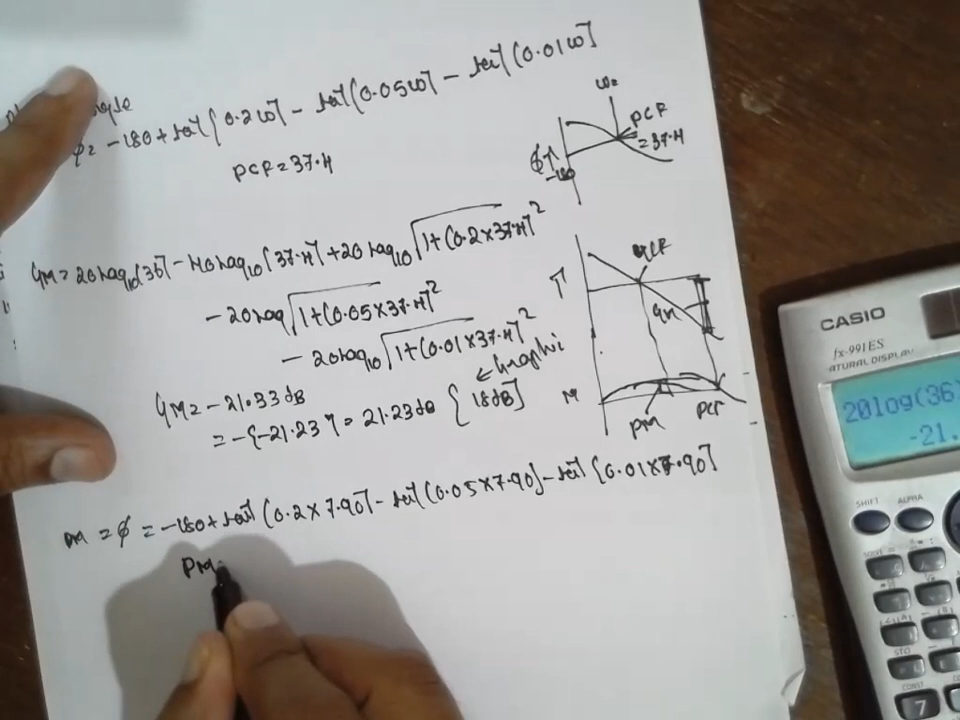 φ = -180 + tan⁻¹(0.2ω) - tan⁻¹(0.05ω) - tan⁻¹(0.01ω)
PCF = 37.4
ω=
PCF
= 37.4
φ↑
-180
GM = 20log₁₀(36) - 40log₁₀(37.4) + 20log₁₀√1+(0.2×37.4)²
- 20log√1+(0.05×37.4)²
- 20log₁₀√1+(0.01×37.4)²
GM = -21.33 dB
= -{-21.23} = 21.23dB {18dB]
← Graphic
GCF
GM
M
PM
PCF
PM = φ = -180 + tan⁻¹(0.2×7.90) - tan⁻¹(0.05×7.90) - tan⁻¹(0.01×7.90)
PM
CASIO
fx-991ES
ATURAL DISPLAY
20log(36)
-21.
SHIFT
ALPHA
STO
CONST
7